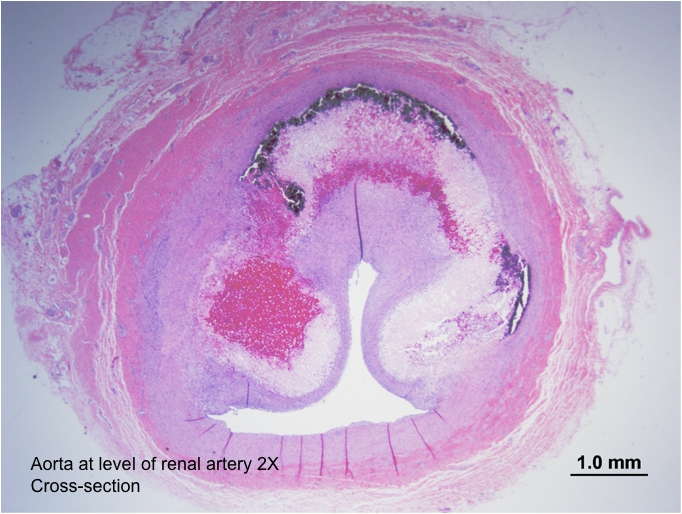 Aorta at level of renal artery 2X
Cross-section
1.0 mm